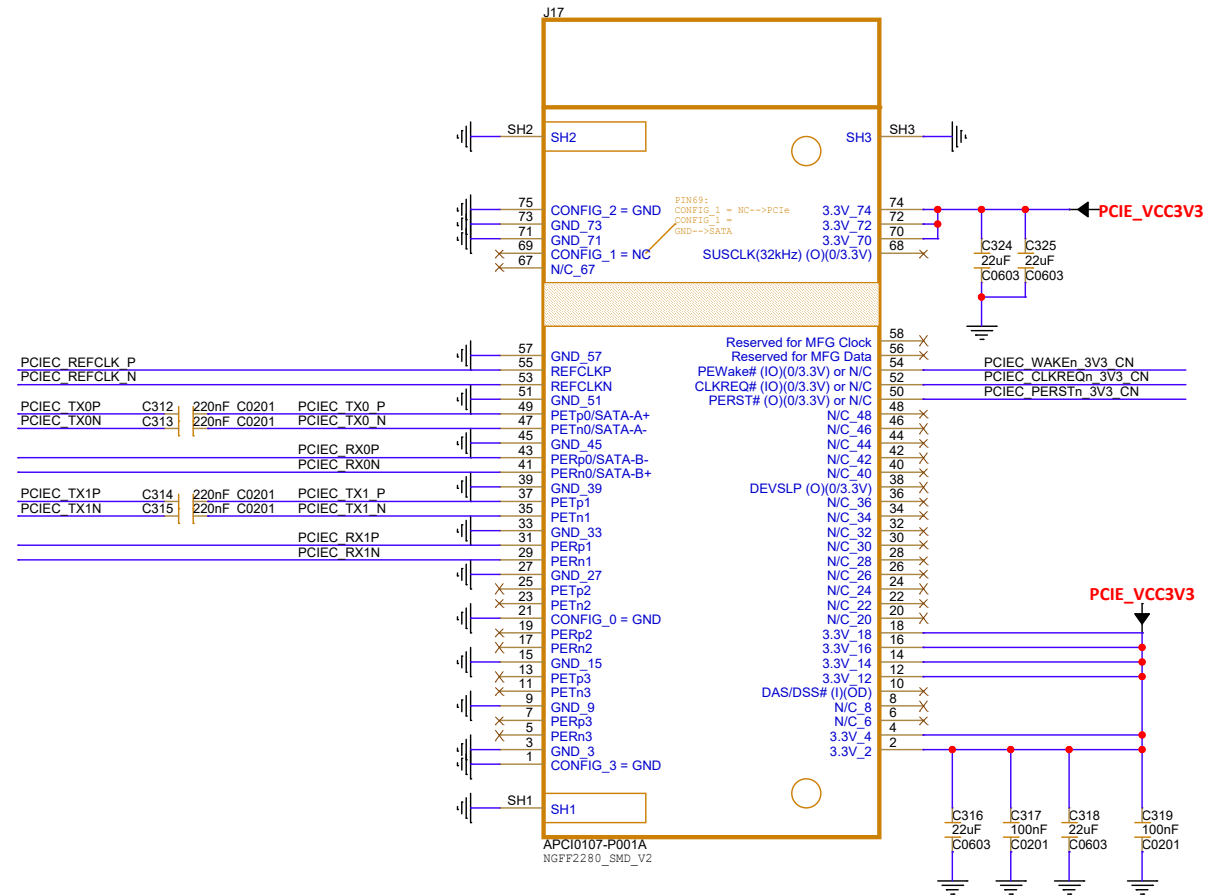 J17
SH2 SH2 SH3 SH3
75 CONFIG_2 = GND
73 GND_73
71 GND_71
69 CONFIG_1 = NC
67 N/C_67
PIN69:
CONFIG_1 = NC-->PCIe
CONFIG_1 =
GND-->SATA
3.3V_74 74
3.3V_72 72
3.3V_70 70
SUSCLK(32kHz) (O)(0/3.3V) 68
PCIE_VCC3V3
C324 22uF C0603
C325 22uF C0603
57 GND_57
PCIEC_REFCLK_P 55 REFCLKP
PCIEC_REFCLK_N 53 REFCLKN
51 GND_51
PCIEC_TX0P C312 220nF C0201 PCIEC_TX0_P 49 PETp0/SATA-A+
PCIEC_TX0N C313 220nF C0201 PCIEC_TX0_N 47 PETn0/SATA-A-
45 GND_45
PCIEC_RX0P 43 PERp0/SATA-B-
PCIEC_RX0N 41 PERn0/SATA-B+
39 GND_39
PCIEC_TX1P C314 220nF C0201 PCIEC_TX1_P 37 PETp1
PCIEC_TX1N C315 220nF C0201 PCIEC_TX1_N 35 PETn1
33 GND_33
PCIEC_RX1P 31 PERp1
PCIEC_RX1N 29 PERn1
27 GND_27
25 PETp2
23 PETn2
21 CONFIG_0 = GND
19 PERp2
17 PERn2
15 GND_15
13 PETp3
11 PETn3
9 GND_9
7 PERp3
5 PERn3
3 GND_3
1 CONFIG_3 = GND
SH1 SH1
Reserved for MFG Clock 58
Reserved for MFG Data 56
PEWake# (IO)(0/3.3V) or N/C 54 PCIEC_WAKEn_3V3_CN
CLKREQ# (IO)(0/3.3V) or N/C 52 PCIEC_CLKREQn_3V3_CN
PERST# (O)(0/3.3V) or N/C 50 PCIEC_PERSTn_3V3_CN
N/C_48 48
N/C_46 46
N/C_44 44
N/C_42 42
N/C_40 40
DEVSLP (O)(0/3.3V) 38
N/C_36 36
N/C_34 34
N/C_32 32
N/C_30 30
N/C_28 28
N/C_26 26
N/C_24 24
N/C_22 22
N/C_20 20
3.3V_18 18
3.3V_16 16
3.3V_14 14
3.3V_12 12
DAS/DSS# (I)(OD) 10
N/C_8 8
N/C_6 6
3.3V_4 4
3.3V_2 2
PCIE_VCC3V3
C316 22uF C0603
C317 100nF C0201
C318 22uF C0603
C319 100nF C0201
APCI0107-P001A
NGFF2280_SMD_V2